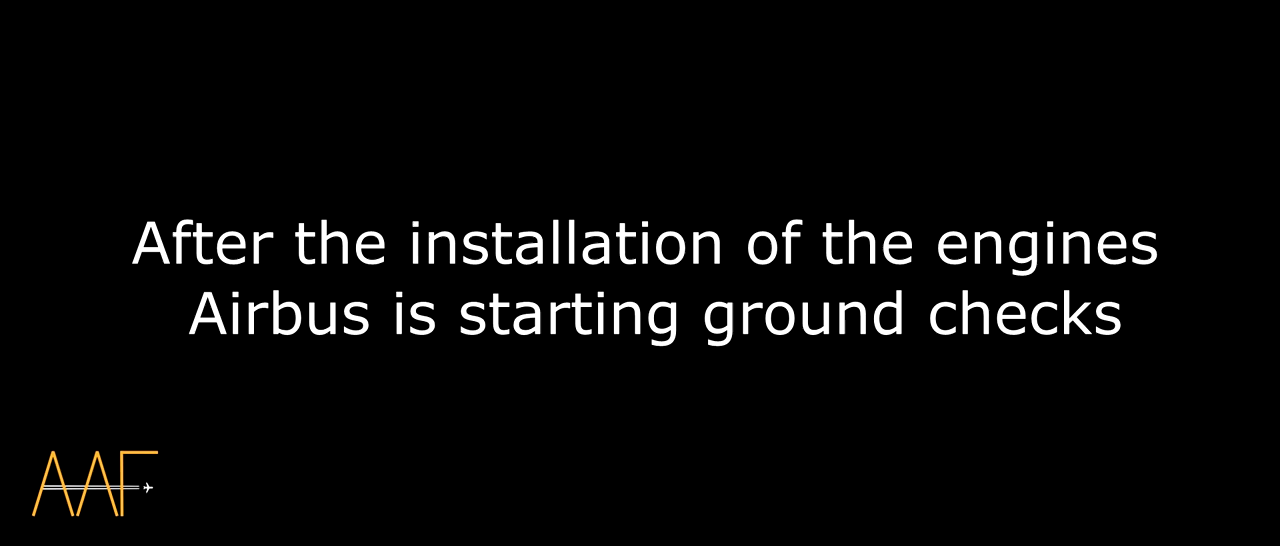 After the installation of the engines
Airbus is starting ground checks
AAF